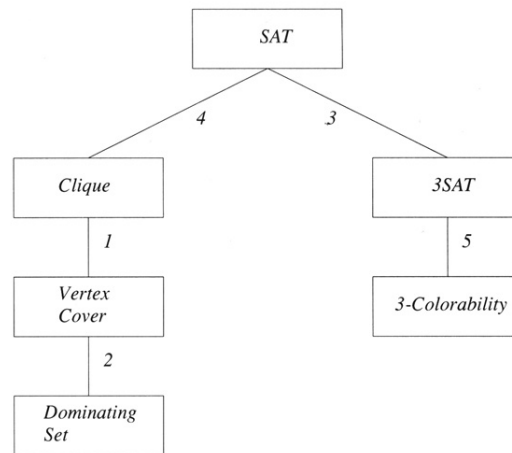 SAT
4
3
Clique
3SAT
1
5
Vertex
Cover
3-Colorability
2
Dominating
Set